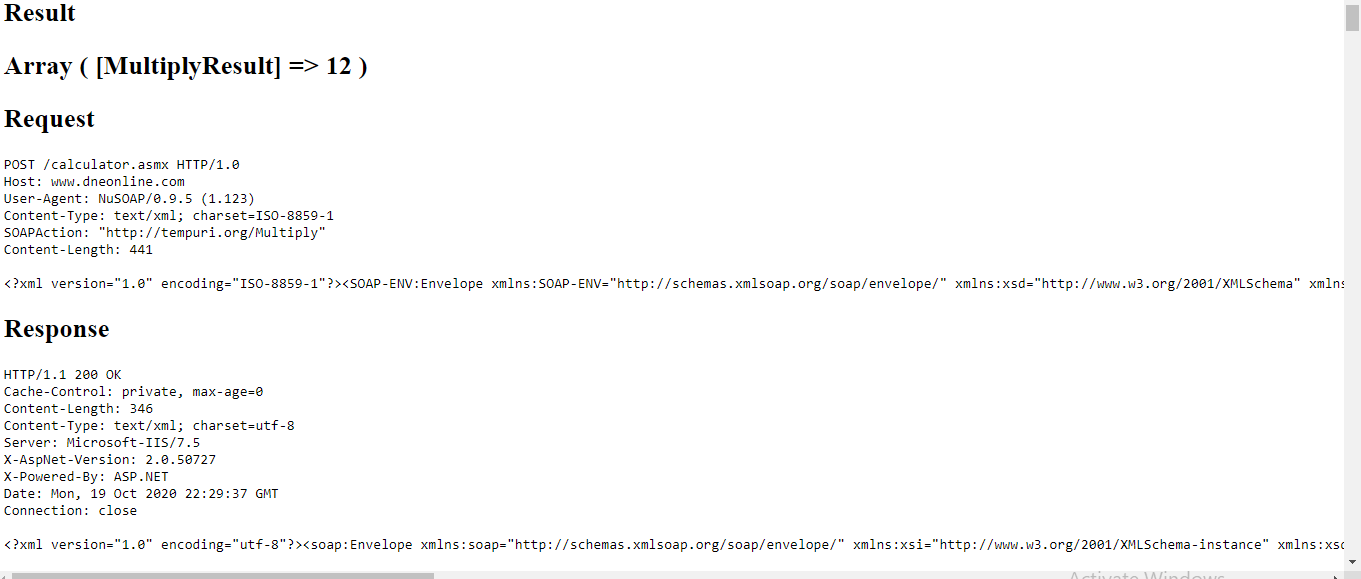 Result
Array ( [MultiplyResult] => 12 )
Request
POST /calculator.asmx HTTP/1.0
Host: www.dneonline.com
User-Agent: NuSOAP/0.9.5 (1.123)
Content-Type: text/xml; charset=ISO-8859-1
SOAPAction: "http://tempuri.org/Multiply"
Content-Length: 441
<?xml version="1.0" encoding="ISO-8859-1"?><SOAP-ENV:Envelope xmlns:SOAP-ENV="http://schemas.xmlsoap.org/soap/envelope/" xmlns:xsd="http://www.w3.org/2001/XMLSchema" xmlns
Response
HTTP/1.1 200 OK
Cache-Control: private, max-age=0
Content-Length: 346
Content-Type: text/xml; charset=utf-8
Server: Microsoft-IIS/7.5
X-AspNet-Version: 2.0.50727
X-Powered-By: ASP.NET
Date: Mon, 19 Oct 2020 22:29:37 GMT
Connection: close
<?xml version="1.0" encoding="utf-8"?><soap:Envelope xmlns:soap="http://schemas.xmlsoap.org/soap/envelope/" xmlns:xsi="http://www.w3.org/2001/XMLSchema-instance" xmlns:xsd
Activate Windows